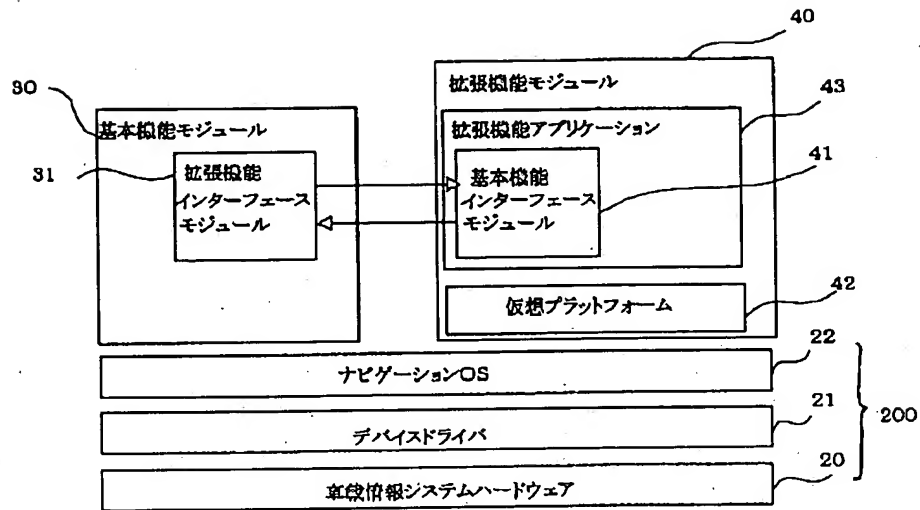 40
拡張機能モジュール
43
30
基本機能モジュール
拡張機能アプリケーション
31
拡張機能
インターフェース
モジュール
基本機能
インターフェース
モジュール
41
仮想プラットフォーム
42
22
ナビゲーションOS
21
デバイスドライバ
200
20
車載情報システムハードウェア